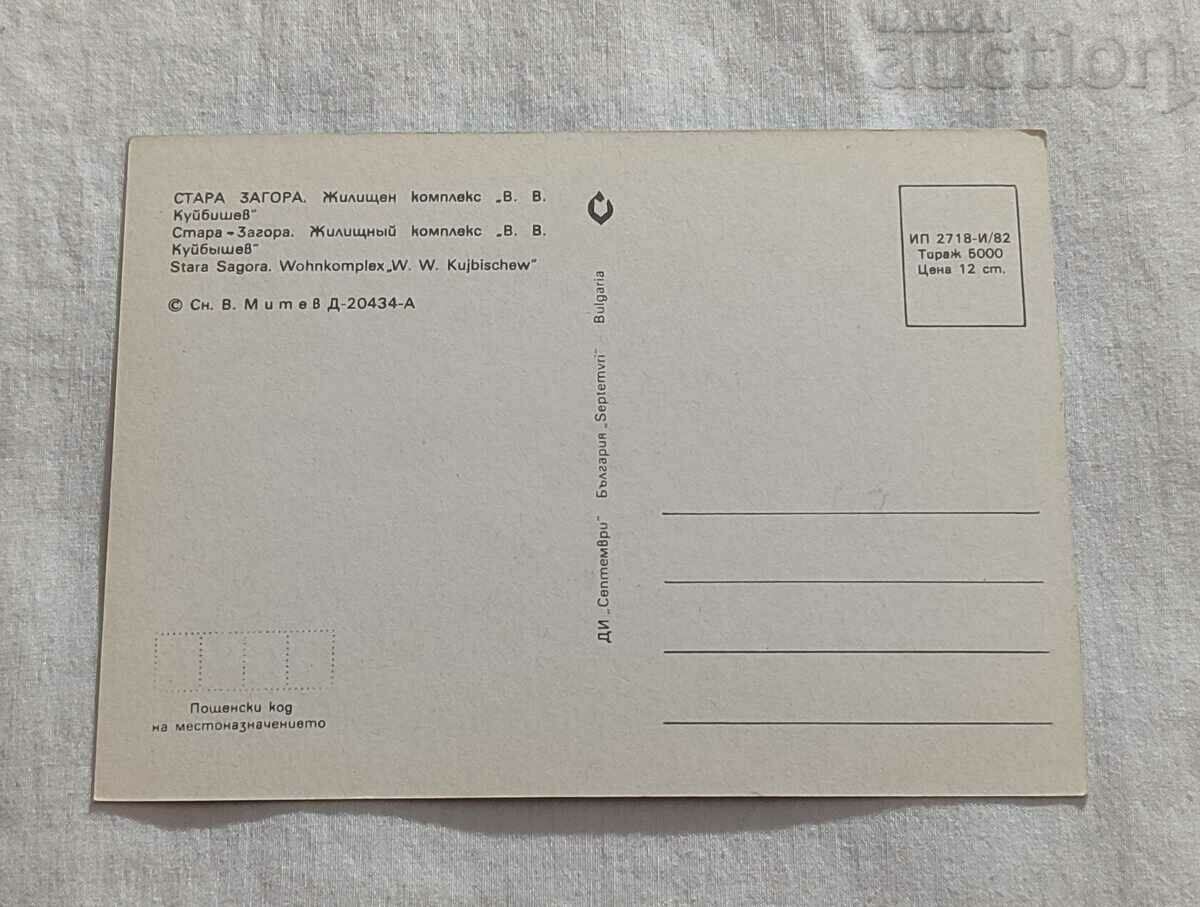 BALKAN
auction
СТАРА ЗАГОРА. Жилищен комплекс „В. В.
Куйбишев"
Стара-Загора. Жилищный комплекс „В. В.
Куйбышев"
Stara Sagora. Wohnkomplex „W. W. Kujbischew"
© Сн. В. Митев Д-20434-А
ДИ „Септември" България „Septemvri" Bulgaria
ИП 2718-И/82
Тираж 5000
Цена 12 ст.
Пощенски код
на местоназначението